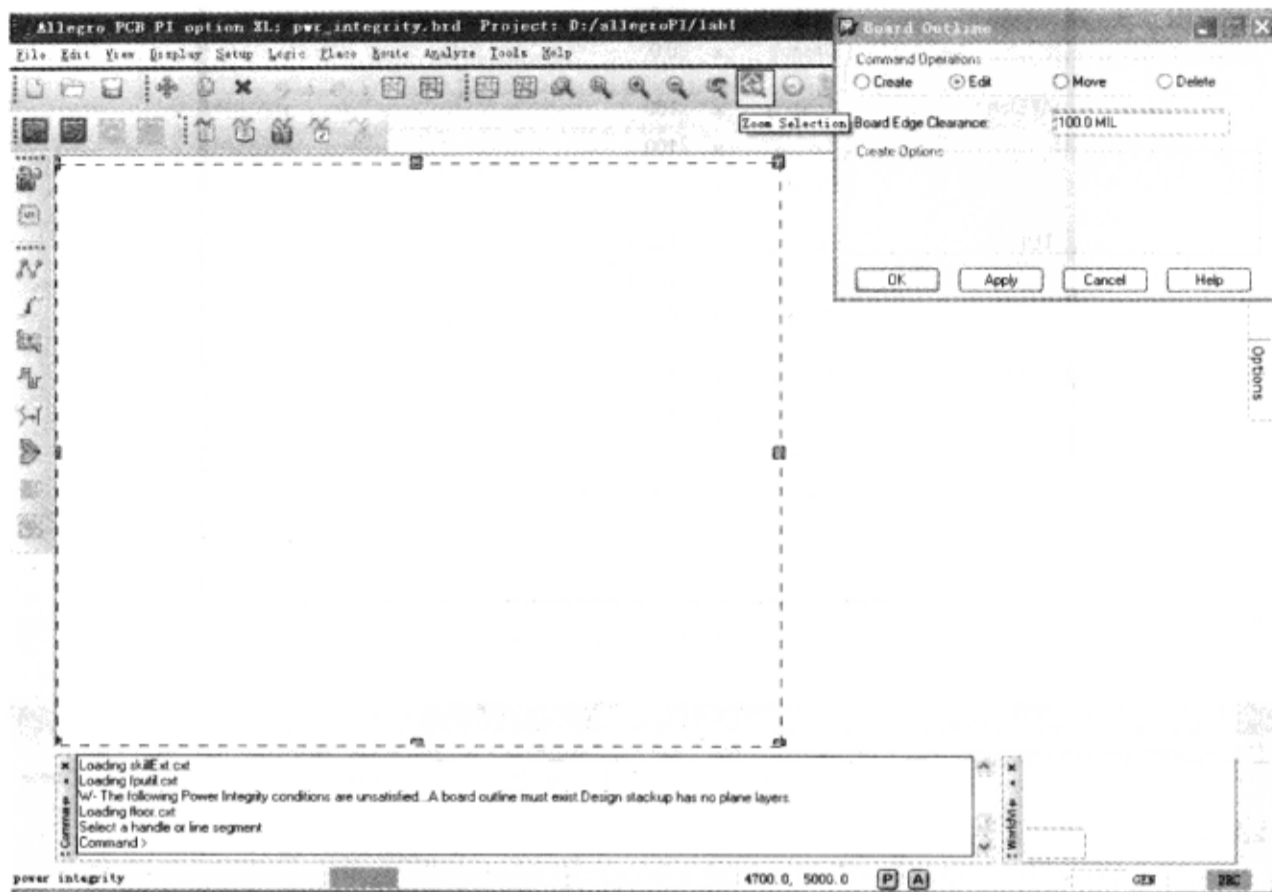 Allegro PCB PI option XL: pwr_integrity.brd Project: D:/allegroPI/lab1
File Edit View Display Setup Logic Place Route Analyze Tools Help
Zoom Selection
Board Outline
Command Operations
Create Edit Move Delete
Board Edge Clearance: 100.0 MIL
Create Options
OK Apply Cancel Help
Options
Loading skillExt.cxt
Loading fputil.cxt
W- The following Power Integrity conditions are unsatisfied...A board outline must exist Design stackup has no plane layers
Loading floor.cxt
Select a handle or line segment
Command >
Command
WorldView
power integrity
4700.0, 5000.0 P A GEN DRC